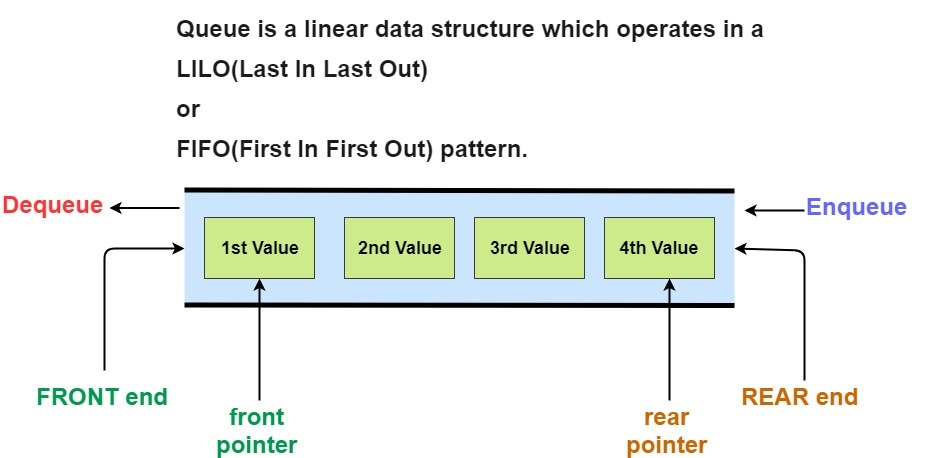 Queue is a linear data structure which operates in a
LILO(Last In Last Out)
or
FIFO(First In First Out) pattern.
Dequeue
Enqueue
1st Value
2nd Value
3rd Value
4th Value
FRONT end
REAR end
front
pointer
rear
pointer